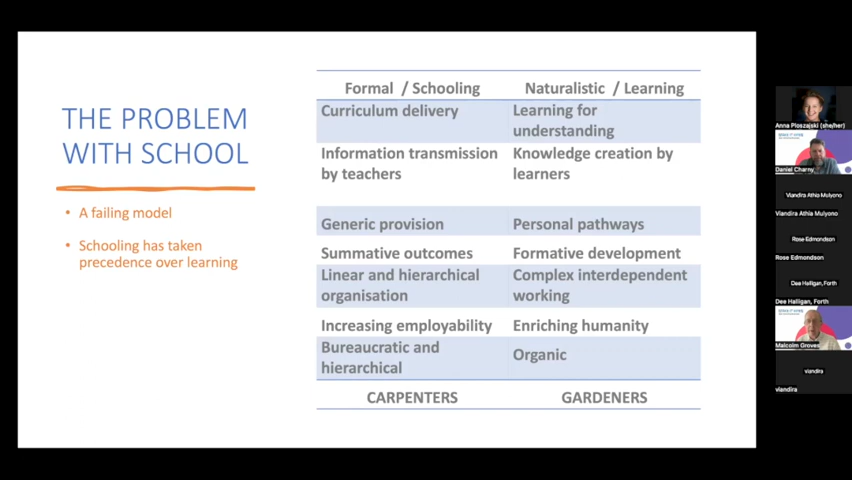 THE PROBLEM
WITH SCHOOL
• A failing model
• Schooling has taken
precedence over learning
Formal / Schooling
Naturalistic / Learning
Curriculum delivery
Learning for
understanding
Information transmission
by teachers
Knowledge creation by
learners
Generic provision
Personal pathways
Summative outcomes
Formative development
Linear and hierarchical
organisation
Complex interdependent
working
Increasing employability
Enriching humanity
Bureaucratic and
hierarchical
Organic
CARPENTERS
GARDENERS
Anna Ploszajski (she/her)
Daniel Charny
Viandira Athia Mulyono
Viandira Athia Mulyono
Rose Edmondson
Rose Edmondson
Dee Halligan, Forth
Dee Halligan, Forth
Malcolm Groves
viandira
viandira